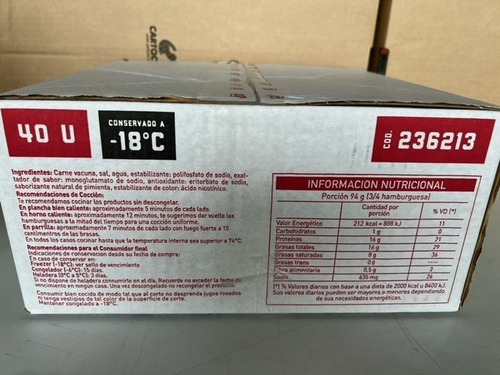 CARTOC
40 U
CONSERVADO A
-18°C
COD. 236213
Ingredientes: Carne vacuna, sal, agua, estabilizante: polifosfato de sodio, exal-
tador de sabor: monoglutamato de sodio, antioxidante: eritorbato de sodio,
saborizante natural de pimienta, estabilizante de color: ácido nicotínico.
Recomendaciones de Cocción:
Te recomendamos cocinar los productos sin descongelar.
En plancha bien caliente: aproximadamente 5 minutos de cada lado.
En horno caliente: aproximadamente 12 minutos, te sugerimos dar vuelta las
hamburguesas a la mitad del tiempo para una cocción uniforme.
En parrilla: aproximadamente 7 minutos de cada lado con fuego fuerte a 15
centímetros de las brasas.
En todos los casos cocinar hasta que la temperatura interna sea superior a 74°C.
Recomendaciones para el Consumidor final
Indicaciones de conservación desde su fecha de compra:
En caso de conservar en:
Freezer (-18°C): ver sello de vencimiento
Congelador (-4°C): 15 días.
Heladera (5°C a 0°C): 3 días.
Si no dispone de heladera consumirlo en el día. Recuerde no exceder la fecha de
vencimiento en ningún caso. Una vez descongelado no recongelar.
Consumir bien cocido de modo tal que al corte no desprenda jugos rosados
ni tenga vestigios de tal color de la superficie de corte.
Mantener congelado a -18°C.
INFORMACION NUTRICIONAL
Porción 94 g (3/4 hamburguesa)
Cantidad por porción % VD (*)
Valor Energético 212 kcal = 888 kJ 11
Carbohidratos 1 g 0
Proteínas 16 g 21
Grasas totales 16 g 29
Grasas saturadas 8 g 36
Grasas trans 0 g ----
Fibra alimentaria 0,5 g
Sodio 635 mg 26
(*) % Valores diarios con base a una dieta de 2000 kcal u 8400 kJ.
Sus valores diarios pueden ser mayores o menores dependiendo
de sus necesidades energéticas.